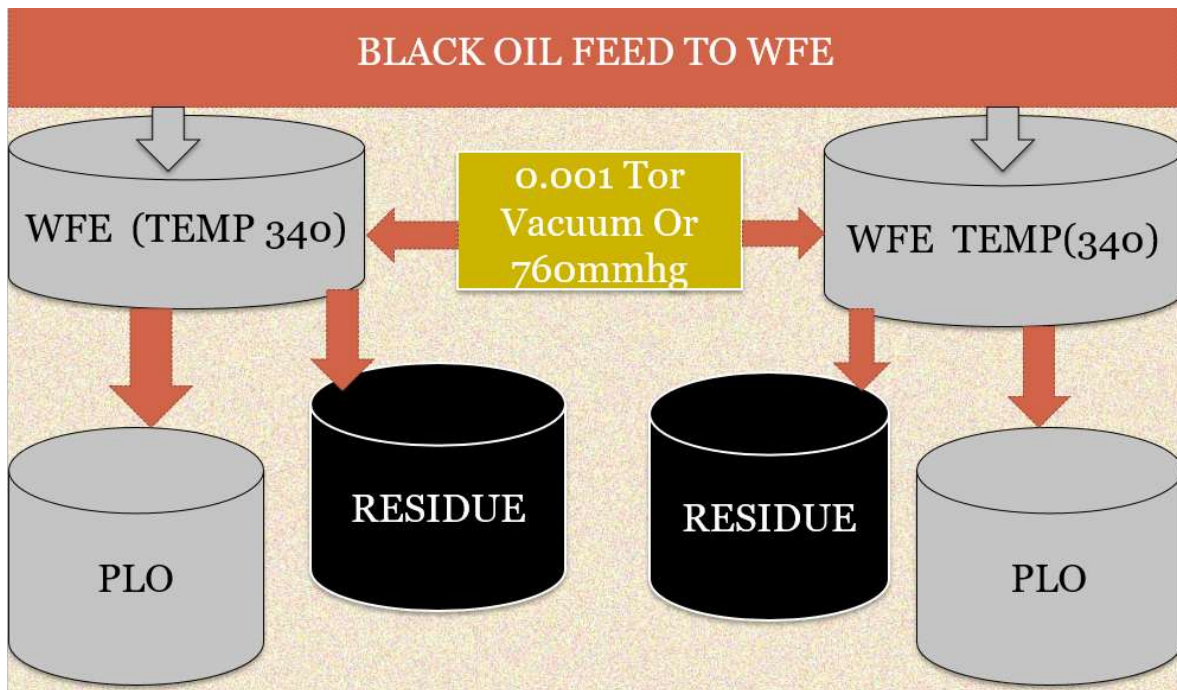 BLACK OIL FEED TO WFE
WFE (TEMP 340)
0.001 Tor
Vacuum Or
760mmhg
WFE TEMP(340)
RESIDUE
RESIDUE
PLO
PLO